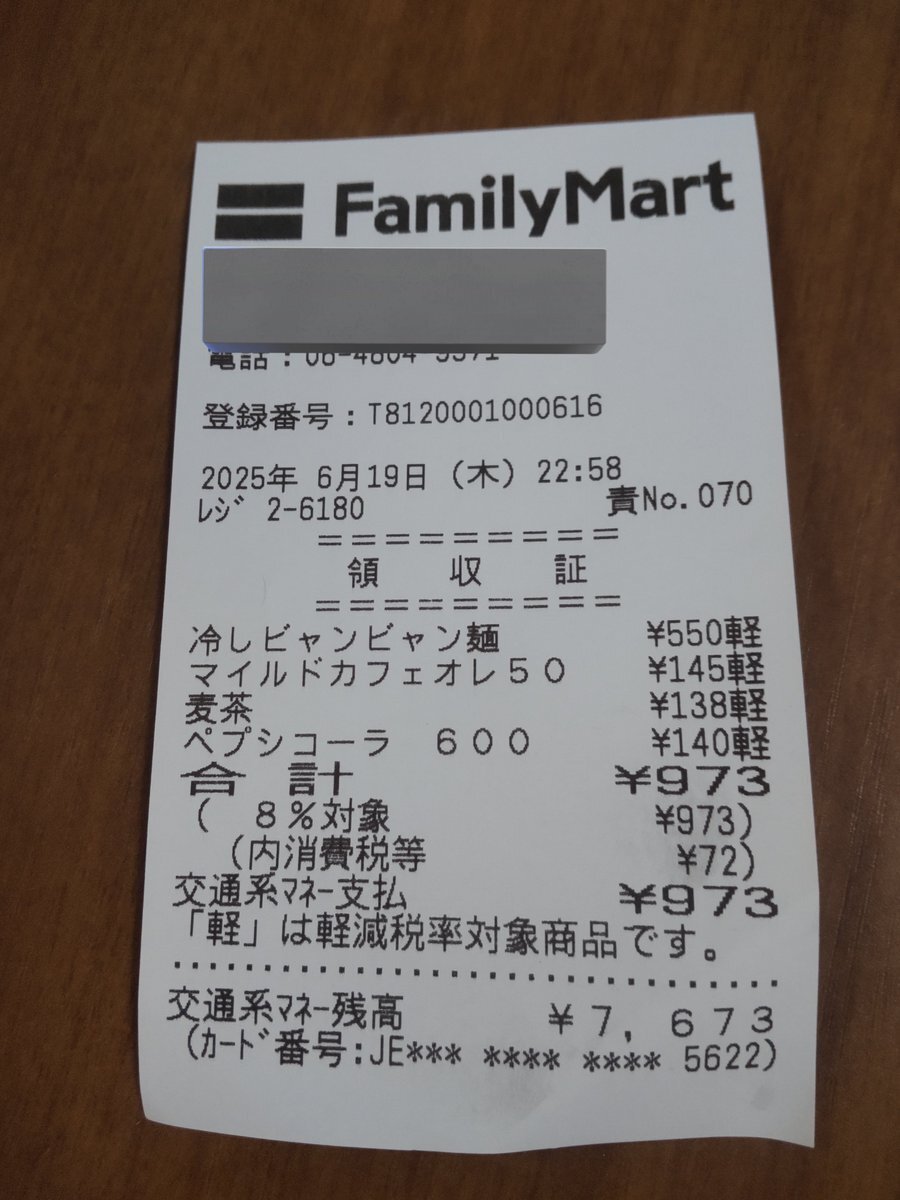 FamilyMart
電話:06-4804-5571
登録番号:T8120001000616
2025年 6月19日(木)22:58
レジ 2-6180 責No.070
=========
領 収 証
=========
冷しビャンビャン麺 ¥550軽
マイルドカフェオレ50 ¥145軽
麦茶 ¥138軽
ペプシコーラ 600 ¥140軽
合 計 ¥973
( 8%対象 ¥973)
(内消費税等 ¥72)
交通系マネー支払 ¥973
「軽」は軽減税率対象商品です。
交通系マネー残高 ¥7,673
(カード番号:JE*** **** **** 5622)